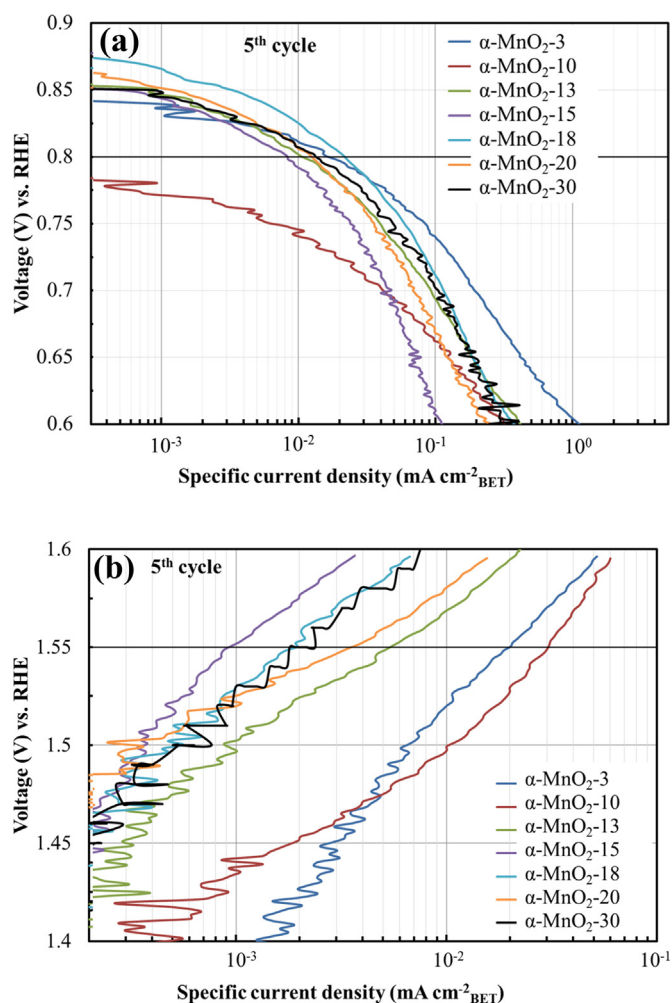 (a)
5th cycle
α-MnO2-3
α-MnO2-10
α-MnO2-13
α-MnO2-15
α-MnO2-18
α-MnO2-20
α-MnO2-30
0.9
0.85
0.8
0.75
0.7
0.65
0.6
Voltage (V) vs. RHE
10-3
10-2
10-1
100
Specific current density (mA cm-2BET)
(b)
5th cycle
1.6
1.55
1.5
1.45
1.4
Voltage (V) vs. RHE
α-MnO2-3
α-MnO2-10
α-MnO2-13
α-MnO2-15
α-MnO2-18
α-MnO2-20
α-MnO2-30
10-3
10-2
10-1
Specific current density (mA cm-2BET)